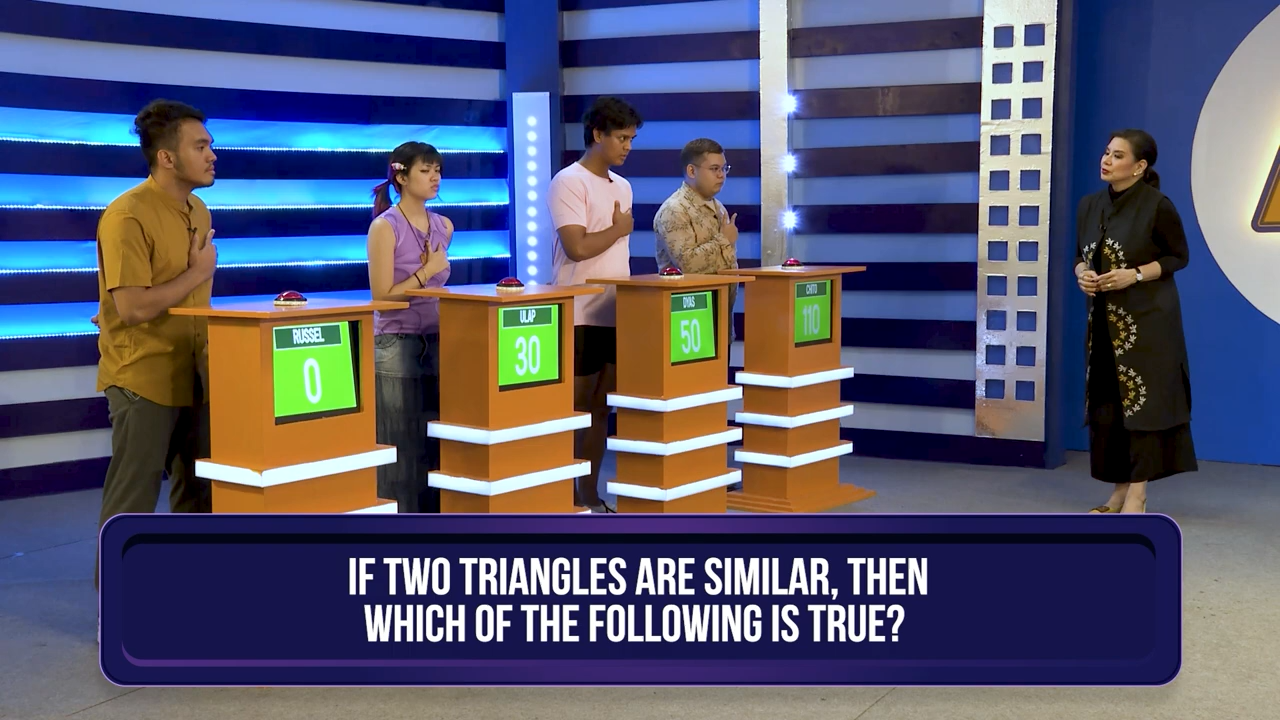 RUSSEL
0
ULAP
30
DYAS
50
CHITO
110
IF TWO TRIANGLES ARE SIMILAR, THEN
WHICH OF THE FOLLOWING IS TRUE?